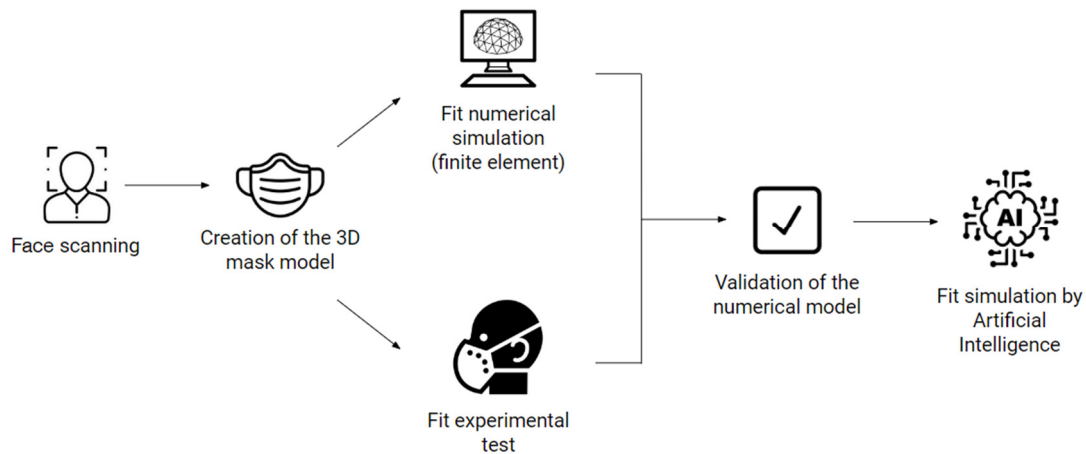 Face scanning
Creation of the 3D
mask model
Fit numerical
simulation
(finite element)
Fit experimental
test
Validation of the
numerical model
AI
Fit simulation by
Artificial
Intelligence